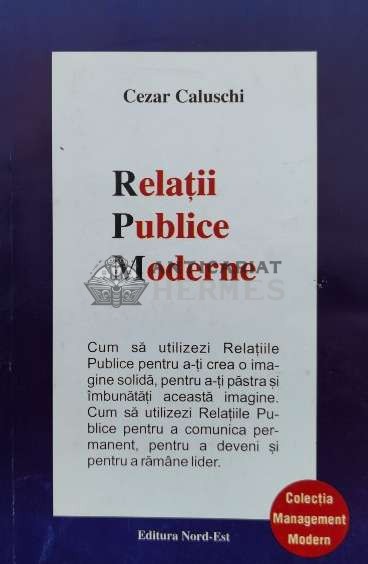 Cezar Caluschi
Relații
Publice
Moderne
ANTICARIAT
HERMES
Cum să utilizezi Relațiile
Publice pentru a-ți crea o ima-
gine solidă, pentru a-ți păstra și
îmbunătăți această imagine.
Cum să utilizezi Relațiile Pu-
blice pentru a comunica per-
manent, pentru a deveni și
pentru a rămâne lider.
Colecția
Management
Modern
Editura Nord-Est